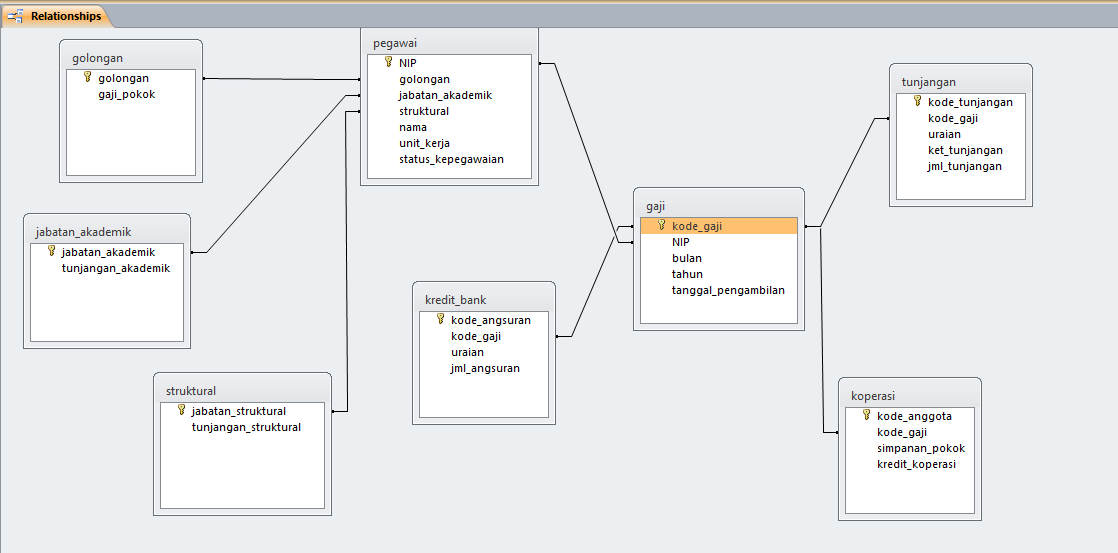 Relationships
golongan
golongan
gaji_pokok
pegawai
NIP
golongan
jabatan_akademik
struktural
nama
unit_kerja
status_kepegawaian
tunjangan
kode_tunjangan
kode_gaji
uraian
ket_tunjangan
jml_tunjangan
jabatan_akademik
jabatan_akademik
tunjangan_akademik
gaji
kode_gaji
NIP
bulan
tahun
tanggal_pengambilan
kredit_bank
kode_angsuran
kode_gaji
uraian
jml_angsuran
struktural
jabatan_struktural
tunjangan_struktural
koperasi
kode_anggota
kode_gaji
simpanan_pokok
kredit_koperasi